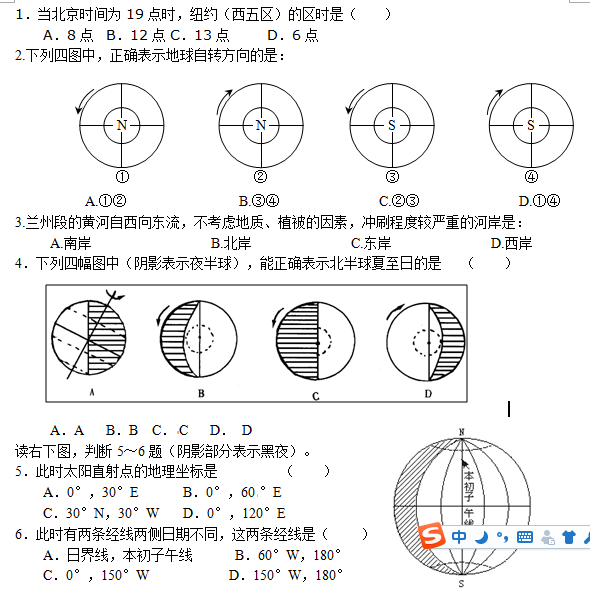 1．当北京时间为 19 点时，纽约（西五区）的区时是（　　）
A．8 点　B．12 点 C．13 点　D．6 点
2.下列四图中，正确表示地球自转方向的是：
N　N　S　S
①　②　③　④
A.①②　B.③④　C.②③　D.①④
3.兰州段的黄河自西向东流，不考虑地质、植被的因素，冲刷程度较严重的河岸是：
A.南岸　B.北岸　C.东岸　D.西岸
4．下列四幅图中（阴影表示夜半球），能正确表示北半球夏至日的是　（　　）
A　B　C　D
A．A　B．B　C．C　D．D
读右下图，判断 5～6 题（阴影部分表示黑夜）。
5．此时太阳直射点的地理坐标是　（　　）
A．0°，30°E　B．0°，60°E
C．30°N，30°W　D．0°，120°E
6．此时有两条经线两侧日期不同，这两条经线是（　　）
A．日界线，本初子午线　B．60°W，180°
C．0°，150°W　D．150°W，180°
N
本初子午线
S
S 中